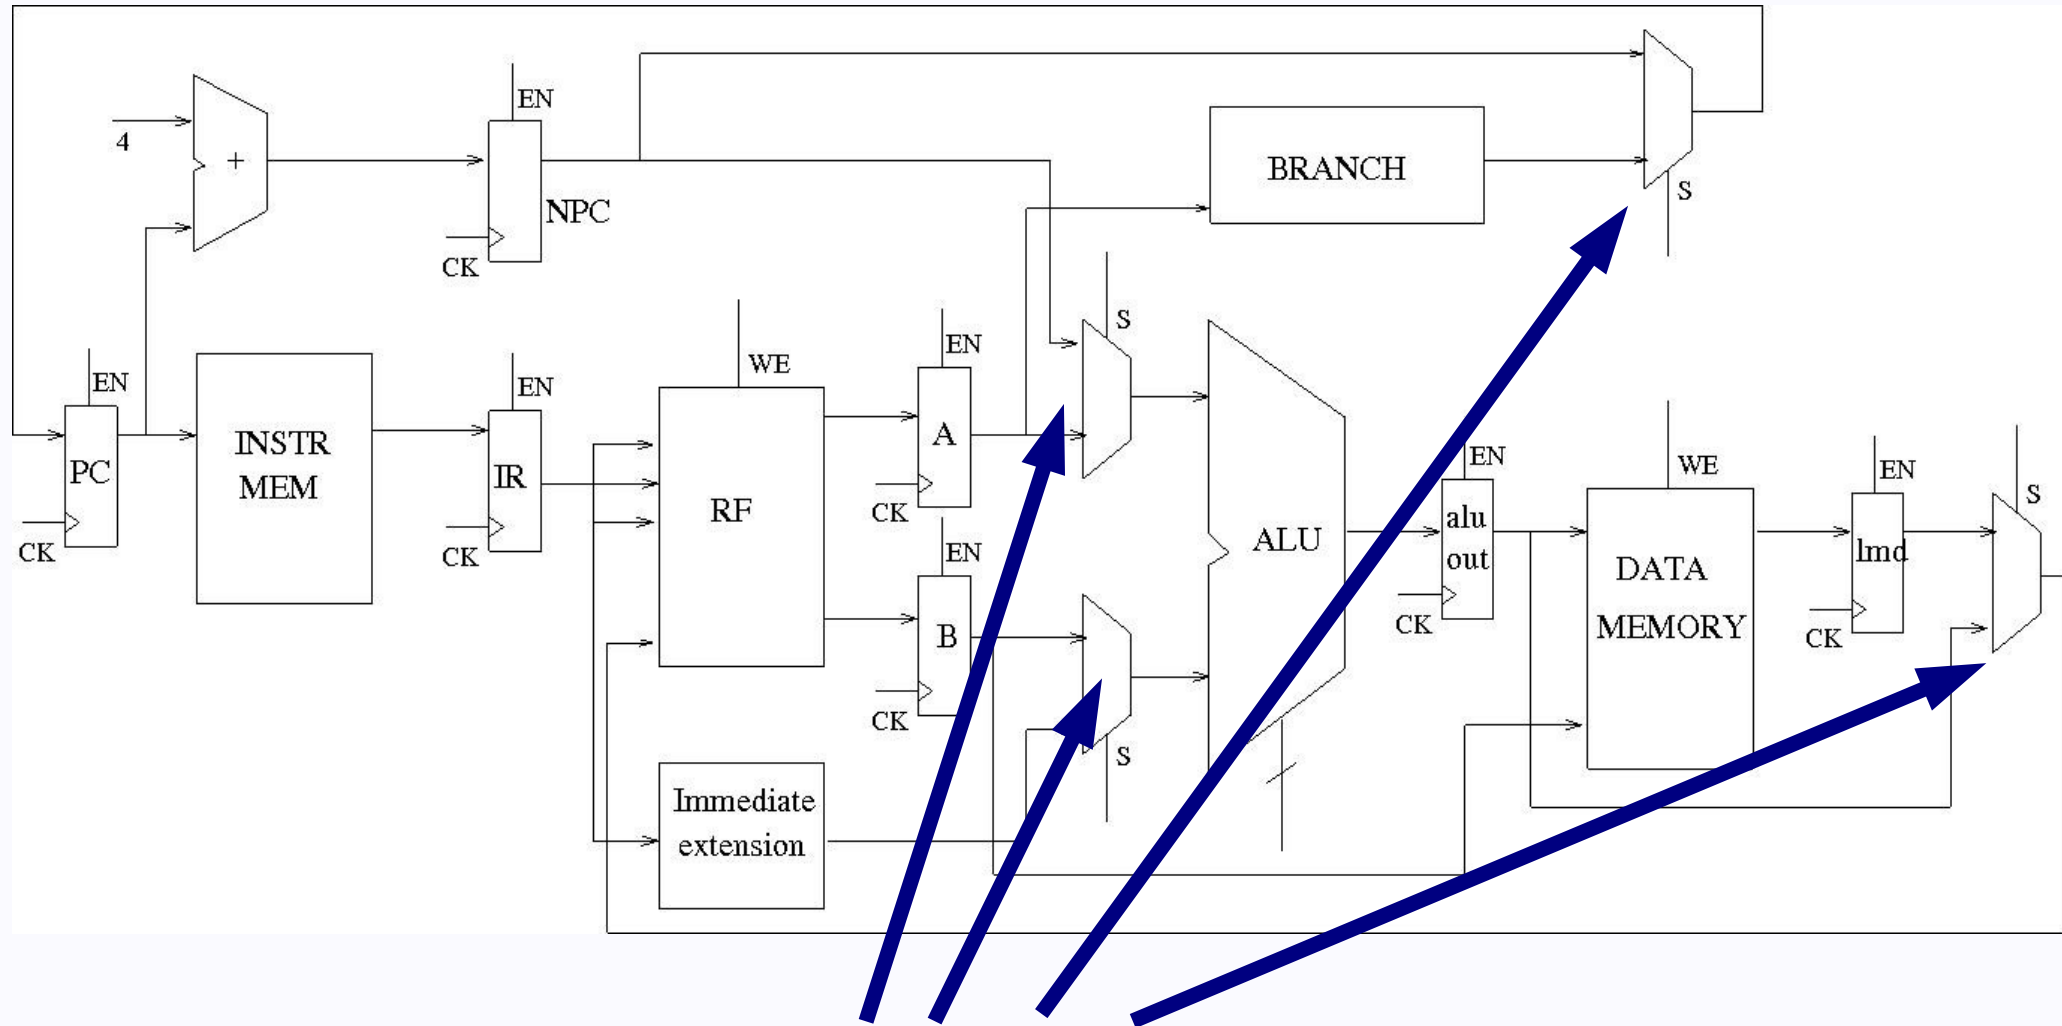 EN
4
+
BRANCH
S
NPC
CK
S
EN
WE
EN
EN
INSTR
MEM
PC
IR
A
RF
CK
CK
CK
EN
ALU
EN
alu
out
WE
EN
S
DATA
MEMORY
lmd
CK
CK
B
CK
S
Immediate
extension